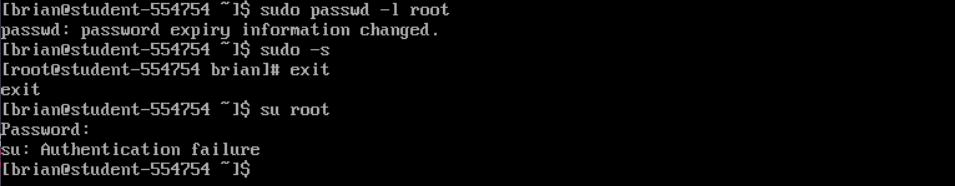 [brian@student-554754 ~]$ sudo passwd -l root
passwd: password expiry information changed.
[brian@student-554754 ~]$ sudo -s
[root@student-554754 brian]# exit
exit
[brian@student-554754 ~]$ su root
Password:
su: Authentication failure
[brian@student-554754 ~]$